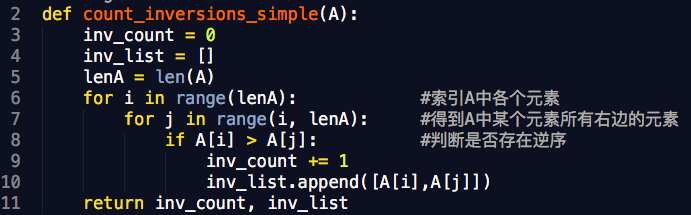 2 def count_inversions_simple(A):
3     inv_count = 0
4     inv_list = []
5     lenA = len(A)
6     for i in range(lenA):            #索引A中各个元素
7         for j in range(i, lenA):     #得到A中某个元素所有右边的元素
8             if A[i] > A[j]:          #判断是否存在逆序
9                 inv_count += 1
10                 inv_list.append([A[i],A[j]])
11     return inv_count, inv_list